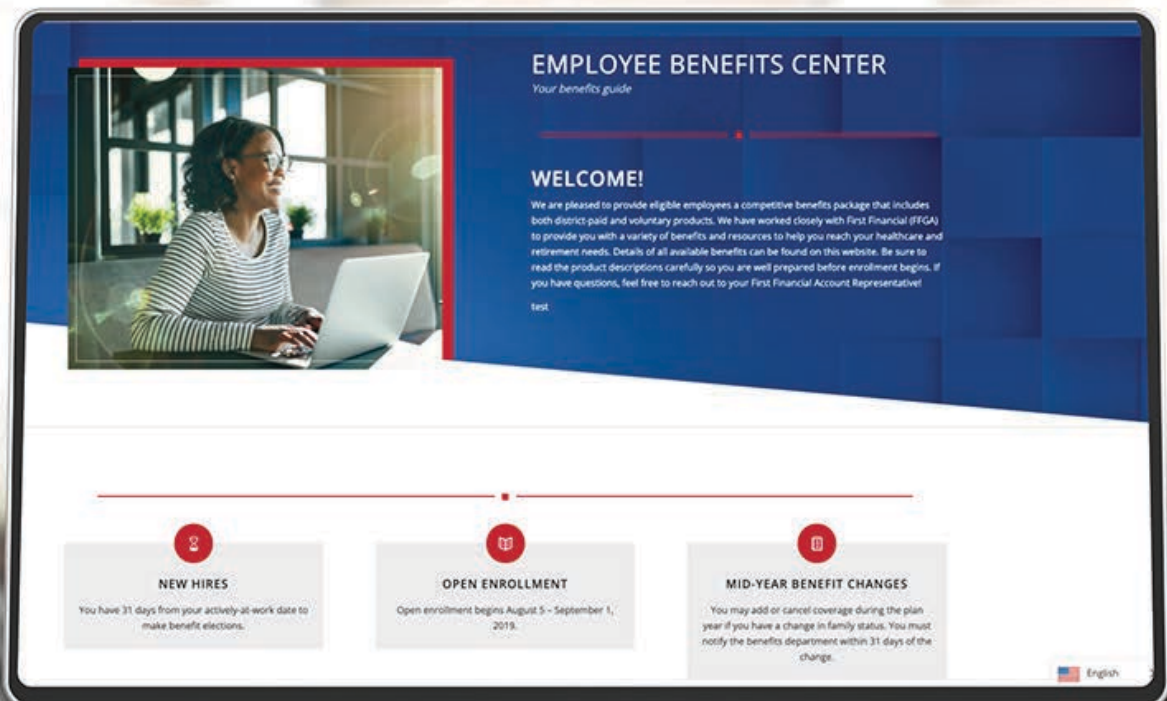 EMPLOYEE BENEFITS CENTER
Your benefits guide
WELCOME!
We are pleased to provide eligible employees a competitive benefits package that includes
both district-paid and voluntary products. We have worked closely with First Financial (FFGA)
to provide you with a variety of benefits and resources to help you reach your healthcare and
retirement needs. Details of all available benefits can be found on this website. Be sure to
read the product descriptions carefully so you are well prepared before enrollment begins. If
you have questions, feel free to reach out to your First Financial Account Representative!
test
NEW HIRES
You have 31 days from your actively-at-work date to
make benefit elections.
OPEN ENROLLMENT
Open enrollment begins August 5 – September 1,
2019.
MID-YEAR BENEFIT CHANGES
You may add or cancel coverage during the plan
year if you have a change in family status. You must
notify the benefits department within 31 days of the
change.
English